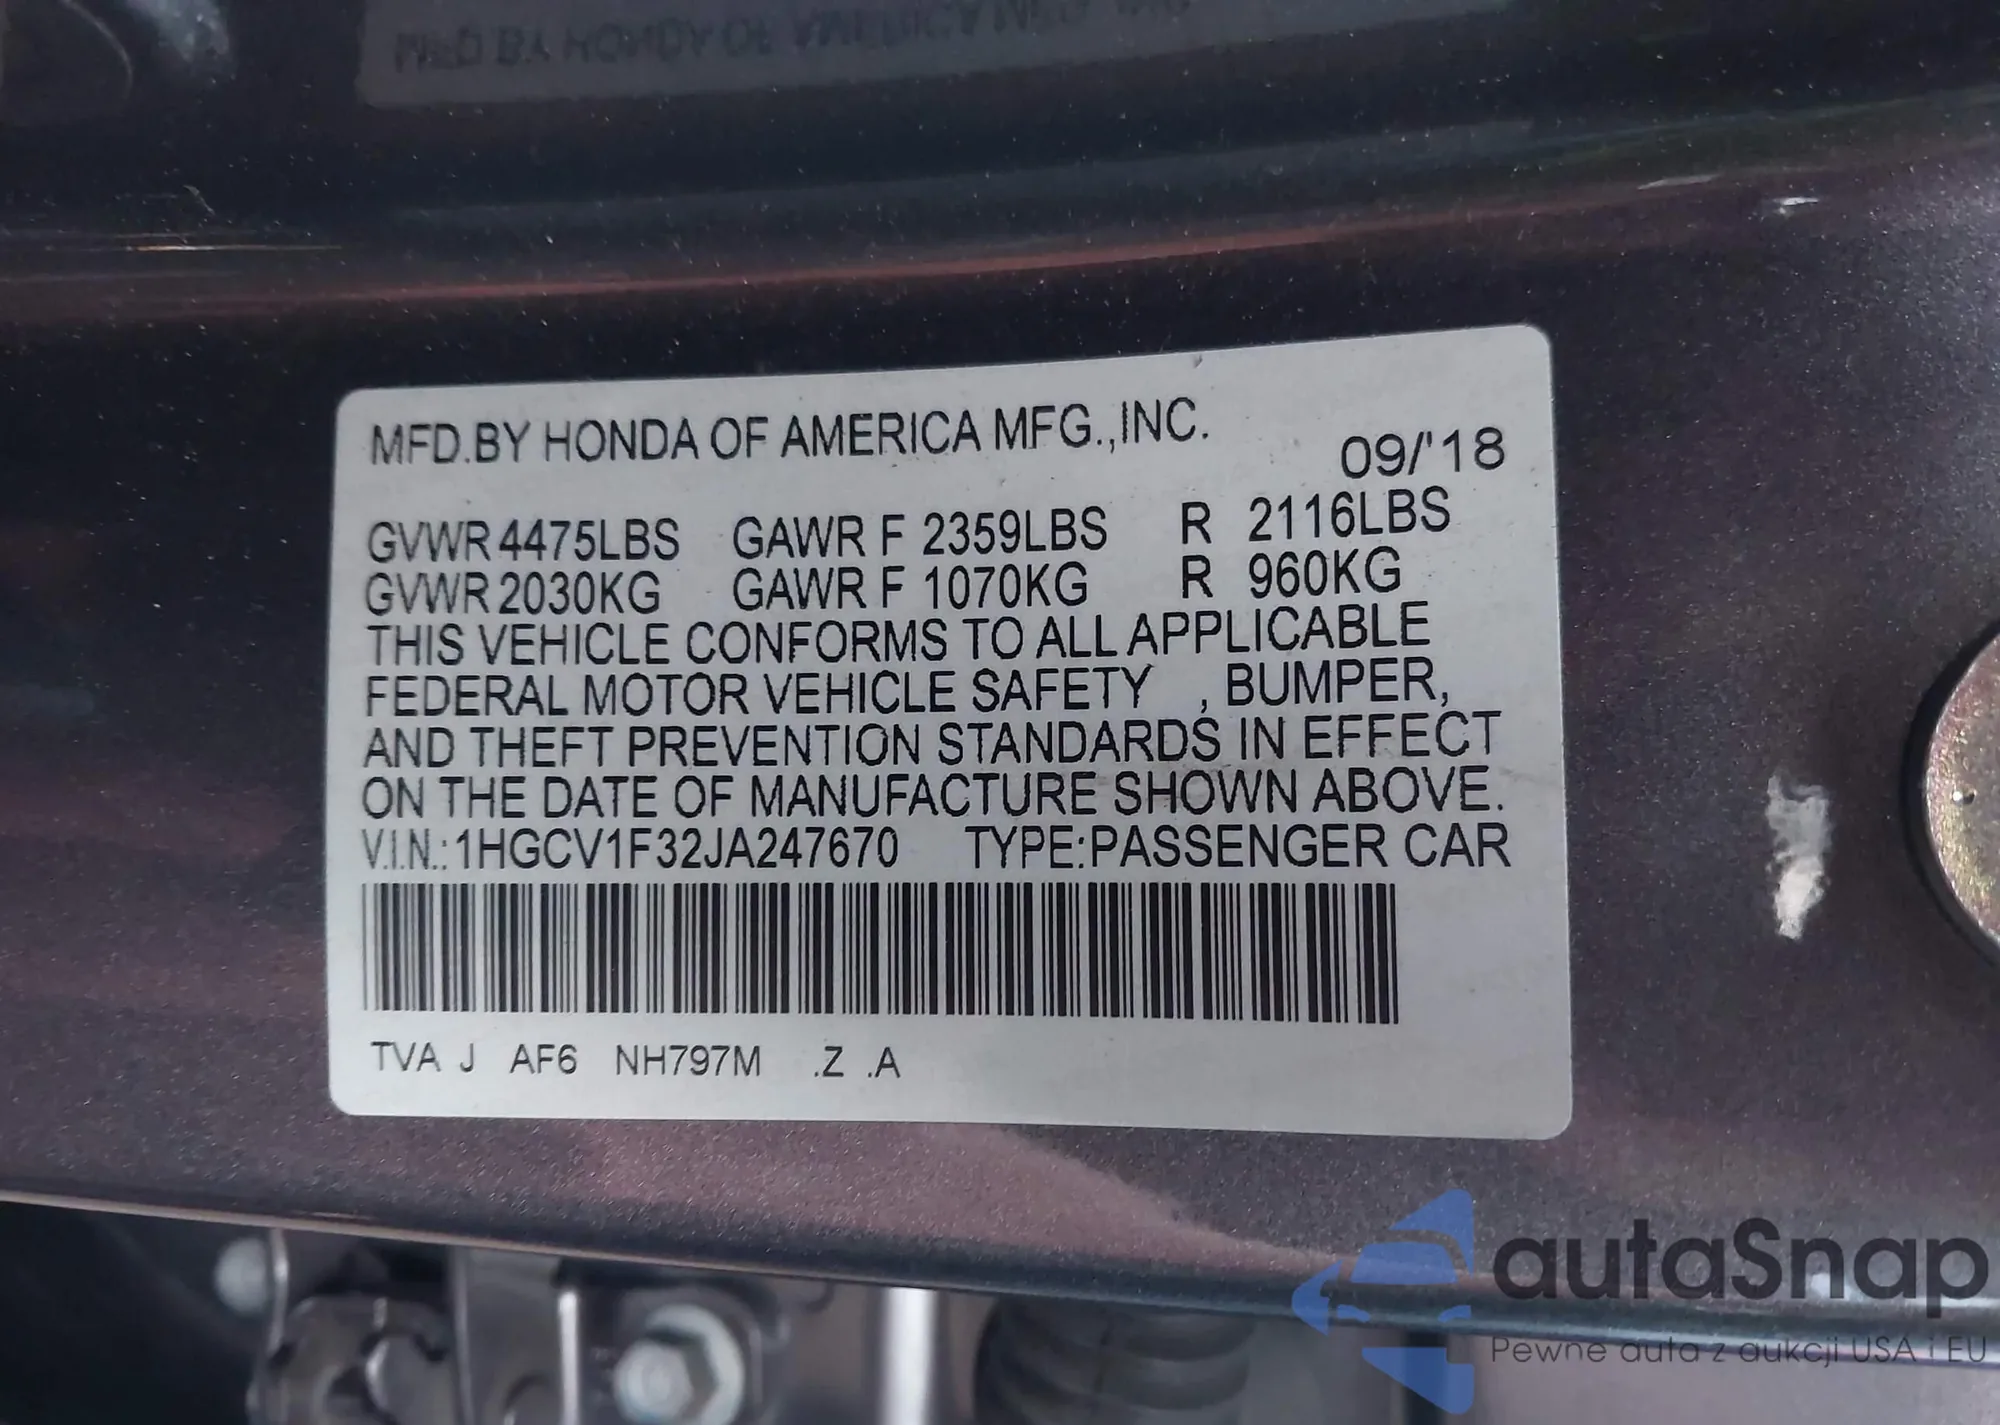 MFD.BY HONDA OF AMERICA MFG.,INC.
09/'18
GVWR 4475LBS GAWR F 2359LBS R 2116LBS
GVWR 2030KG GAWR F 1070KG R 960KG
THIS VEHICLE CONFORMS TO ALL APPLICABLE
FEDERAL MOTOR VEHICLE SAFETY , BUMPER,
AND THEFT PREVENTION STANDARDS IN EFFECT
ON THE DATE OF MANUFACTURE SHOWN ABOVE.
V.I.N.: 1HGCV1F32JA247670 TYPE:PASSENGER CAR
TVA J AF6 NH797M .Z .A
autaSnap
Pewne auta z aukcji USA i EU